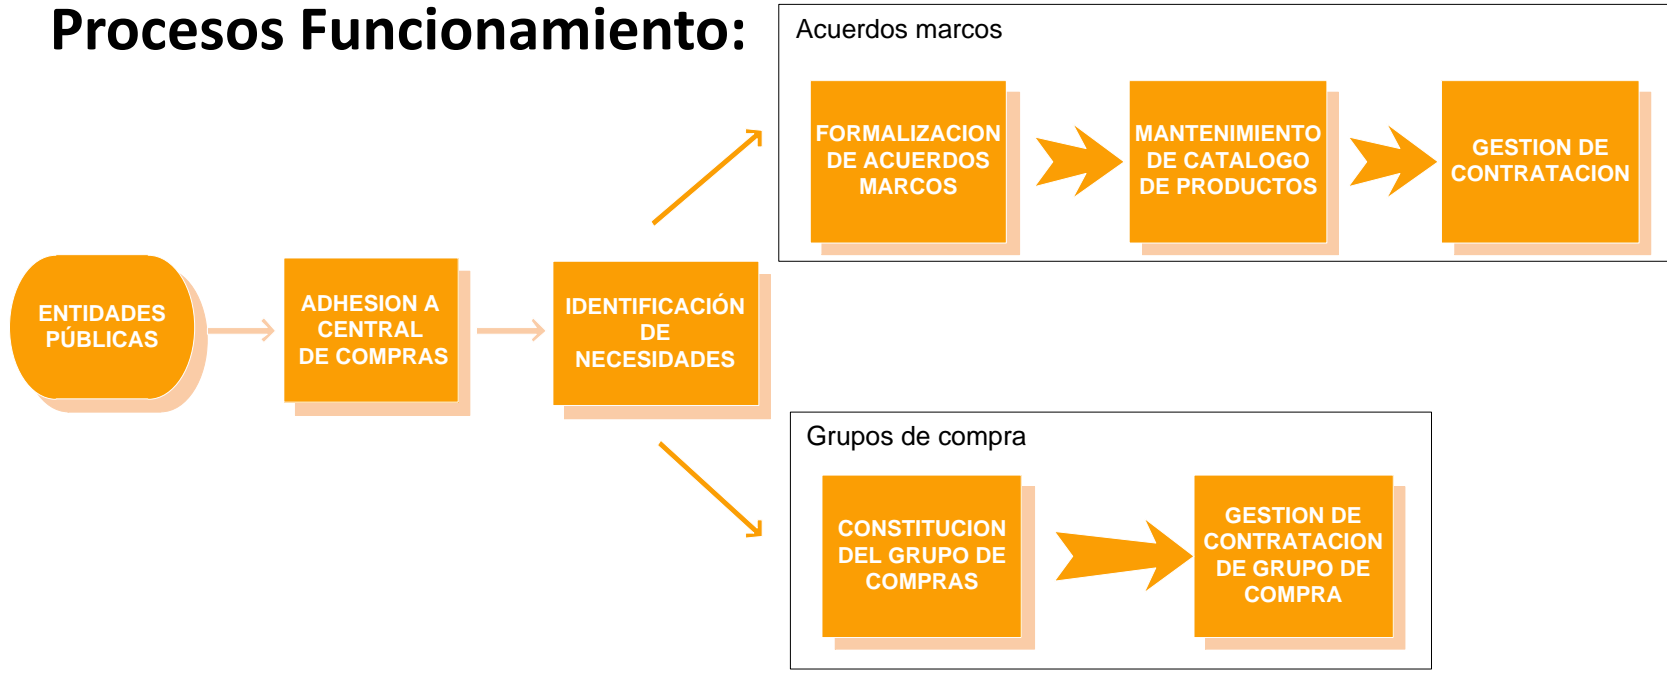 Procesos Funcionamiento:
Acuerdos marcos
FORMALIZACION
DE ACUERDOS
MARCOS
MANTENIMIENTO
DE CATALOGO
DE PRODUCTOS
GESTION DE
CONTRATACION
ENTIDADES
PÚBLICAS
ADHESION A
CENTRAL
DE COMPRAS
IDENTIFICACIÓN
DE
NECESIDADES
Grupos de compra
CONSTITUCION
DEL GRUPO DE
COMPRAS
GESTION DE
CONTRATACION
DE GRUPO DE
COMPRA